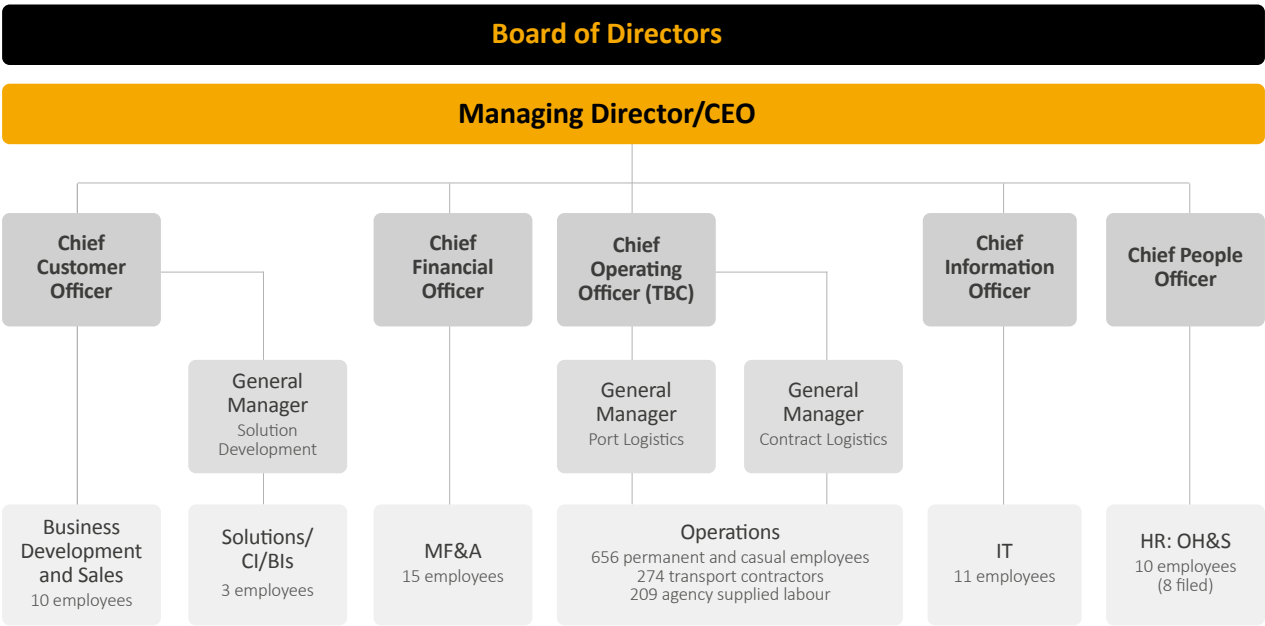 Board of Directors
Managing Director/CEO
Chief
Customer
Officer
Chief
Financial
Officer
Chief
Operating
Officer (TBC)
Chief
Information
Officer
Chief People
Officer
General
Manager
Solution
Development
General
Manager
Port Logistics
General
Manager
Contract Logistics
Business
Development
and Sales
10 employees
Solutions/
CI/BIs
3 employees
MF&A
15 employees
Operations
656 permanent and casual employees
274 transport contractors
209 agency supplied labour
IT
11 employees
HR: OH&S
10 employees
(8 filed)